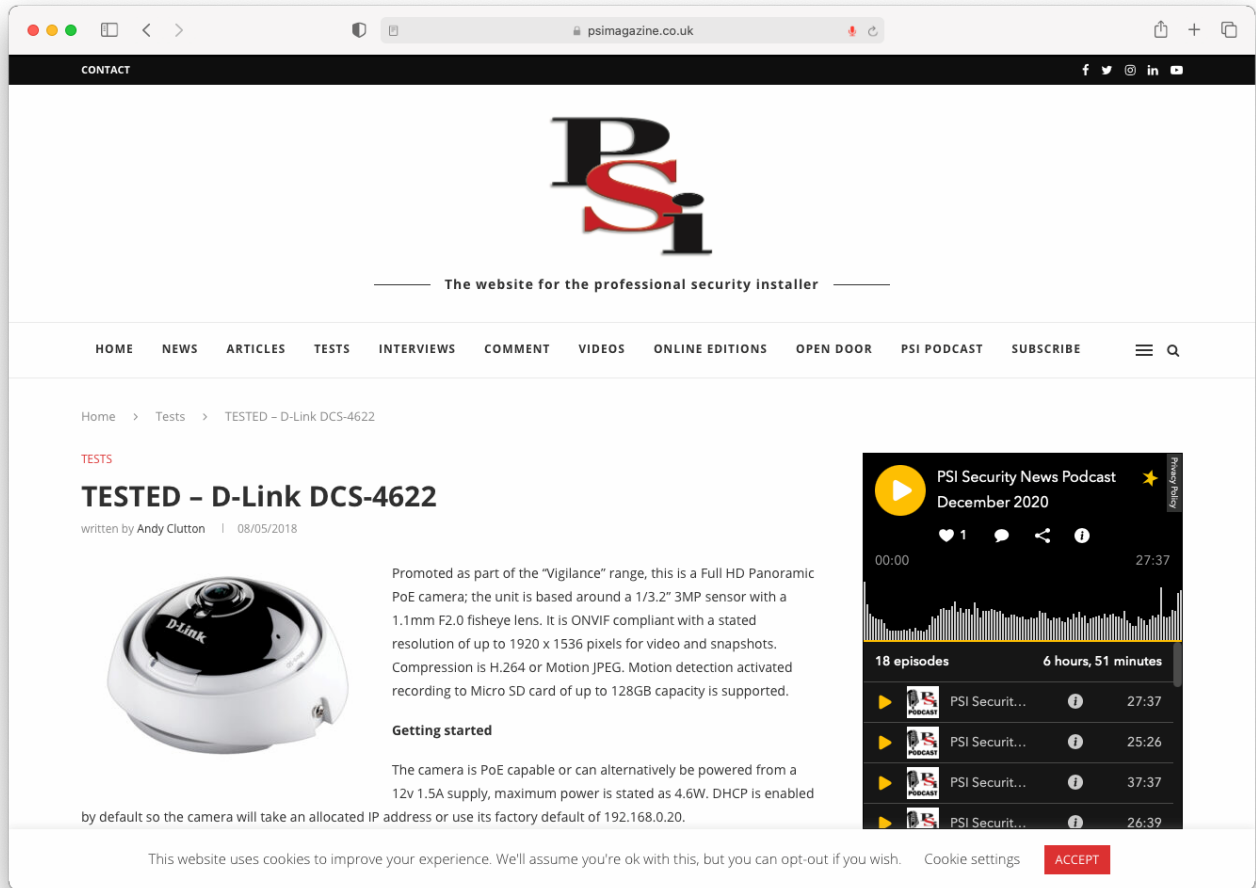 psimagazine.co.uk
CONTACT
PSi
The website for the professional security installer
HOME NEWS ARTICLES TESTS INTERVIEWS COMMENT VIDEOS ONLINE EDITIONS OPEN DOOR PSI PODCAST SUBSCRIBE
Home > Tests > TESTED – D-Link DCS-4622
TESTS
TESTED – D-Link DCS-4622
written by Andy Clutton | 08/05/2018
D-Link
Promoted as part of the “Vigilance” range, this is a Full HD Panoramic
PoE camera; the unit is based around a 1/3.2” 3MP sensor with a
1.1mm F2.0 fisheye lens. It is ONVIF compliant with a stated
resolution of up to 1920 x 1536 pixels for video and snapshots.
Compression is H.264 or Motion JPEG. Motion detection activated
recording to Micro SD card of up to 128GB capacity is supported.
Getting started
The camera is PoE capable or can alternatively be powered from a
12v 1.5A supply, maximum power is stated as 4.6W. DHCP is enabled
by default so the camera will take an allocated IP address or use its factory default of 192.168.0.20.
PSI Security News Podcast
December 2020
Privacy Policy
1
00:00 27:37
18 episodes 6 hours, 51 minutes
PS PODCAST PSI Securit... 27:37
PS PODCAST PSI Securit... 25:26
PS PODCAST PSI Securit... 37:37
PS PSI Securit... 26:39
This website uses cookies to improve your experience. We'll assume you're ok with this, but you can opt-out if you wish. Cookie settings ACCEPT